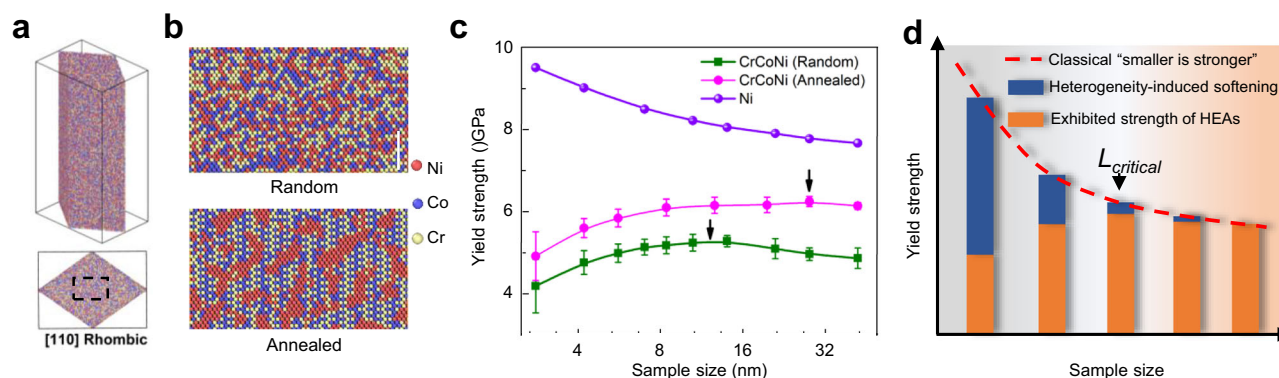 a
[110] Rhombic
b
Random
Annealed
Ni
Co
Cr
c
Yield strength ()GPa
10
8
6
4
CrCoNi (Random)
CrCoNi (Annealed)
Ni
4
8
16
32
Sample size (nm)
d
Yield strength
Classical “smaller is stronger”
Heterogeneity-induced softening
Exhibited strength of HEAs
Lcritical
Sample size